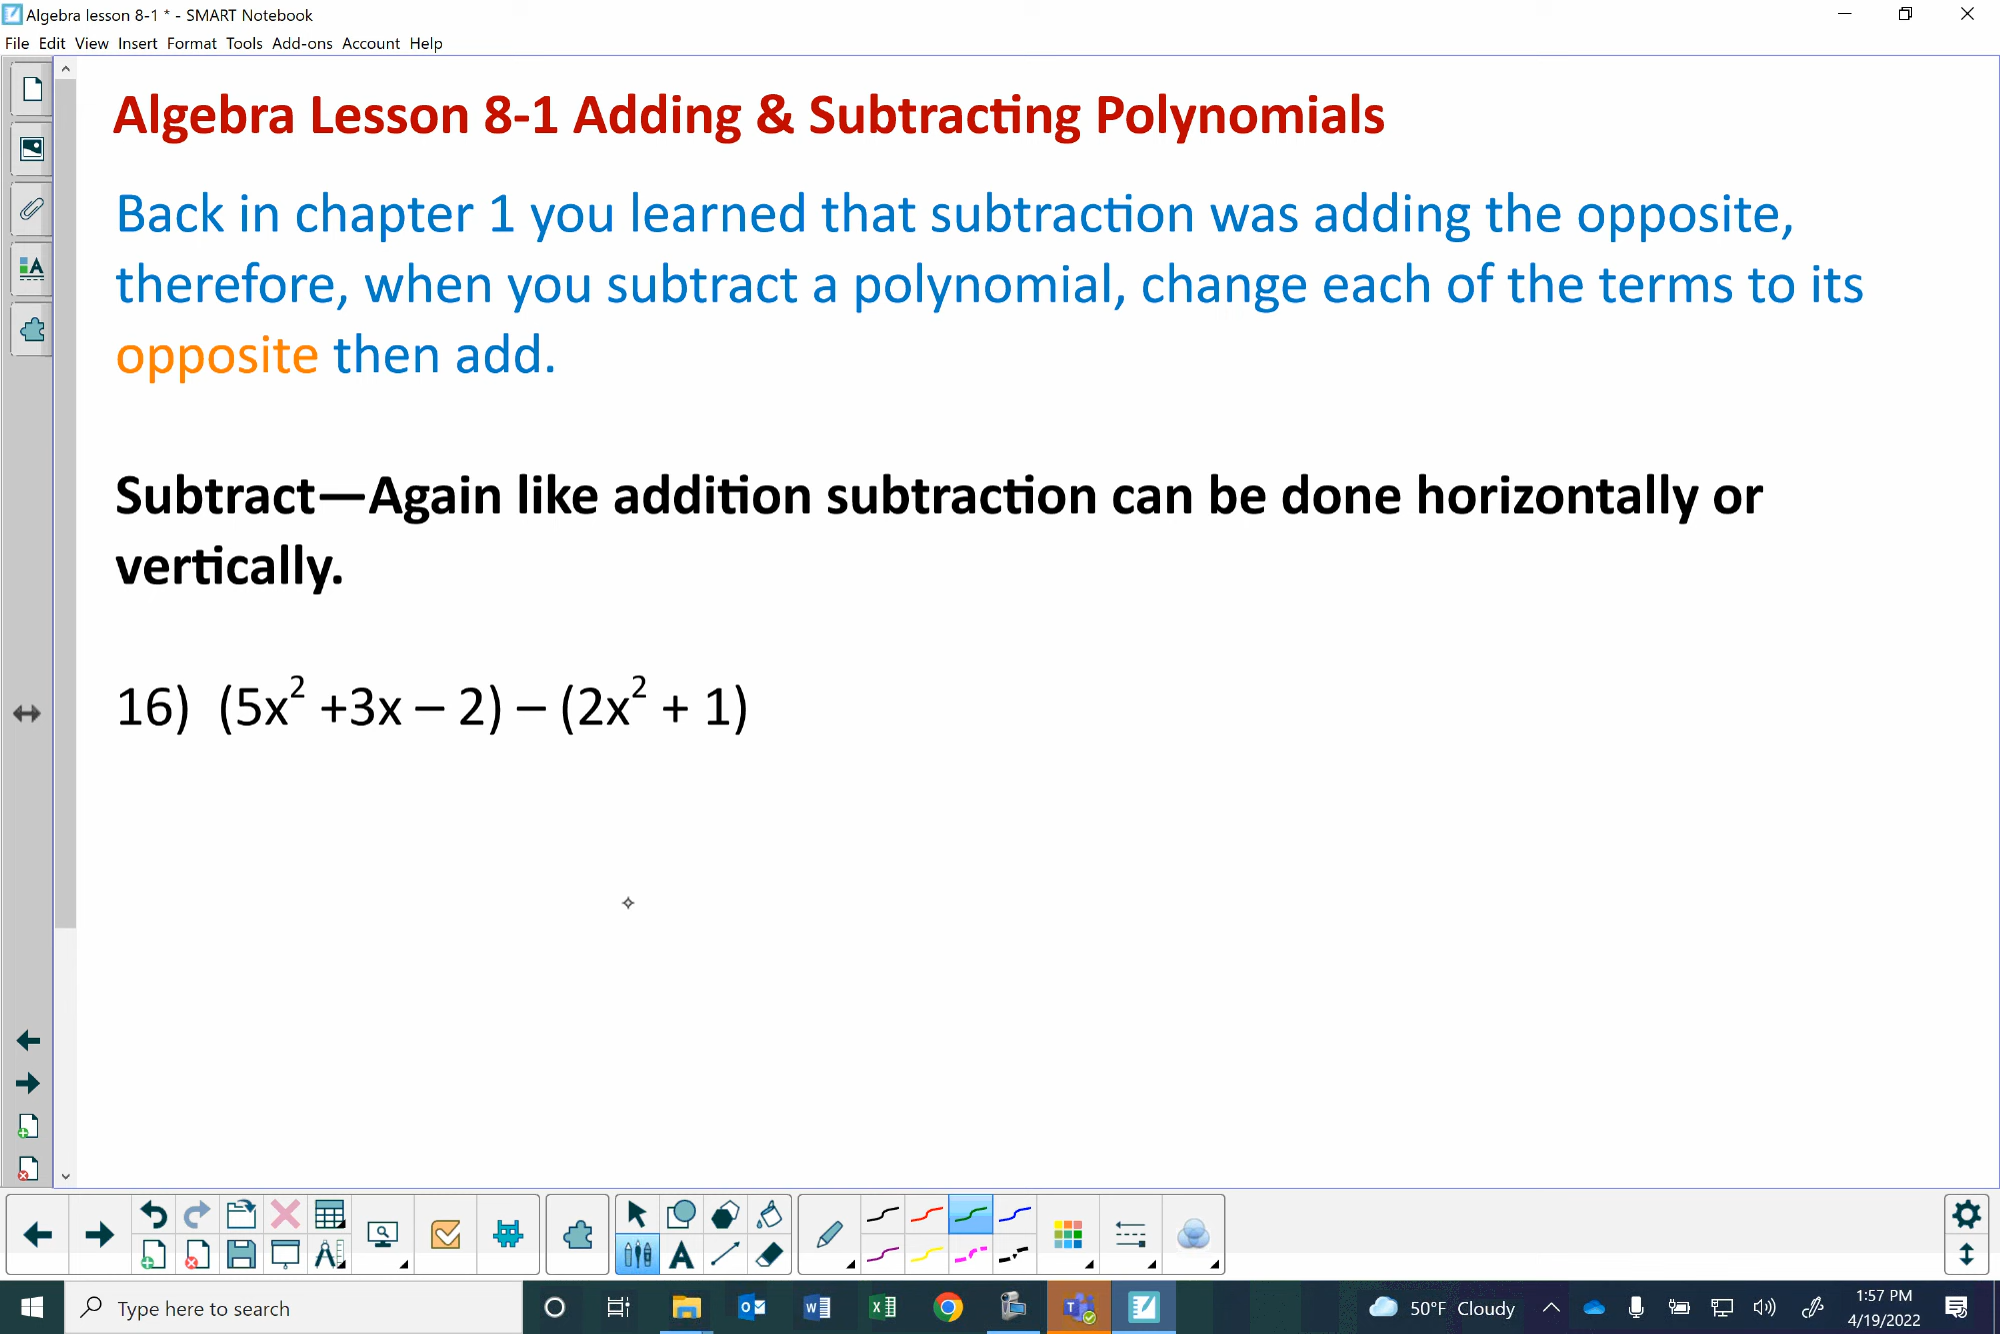 Algebra lesson 8-1 * - SMART Notebook
File Edit View Insert Format Tools Add-ons Account Help
Algebra Lesson 8-1 Adding & Subtracting Polynomials
Back in chapter 1 you learned that subtraction was adding the opposite,
therefore, when you subtract a polynomial, change each of the terms to its
opposite then add.
Subtract—Again like addition subtraction can be done horizontally or
vertically.
16) (5x² +3x – 2) – (2x² + 1)
Type here to search
50°F Cloudy
1:57 PM
4/19/2022